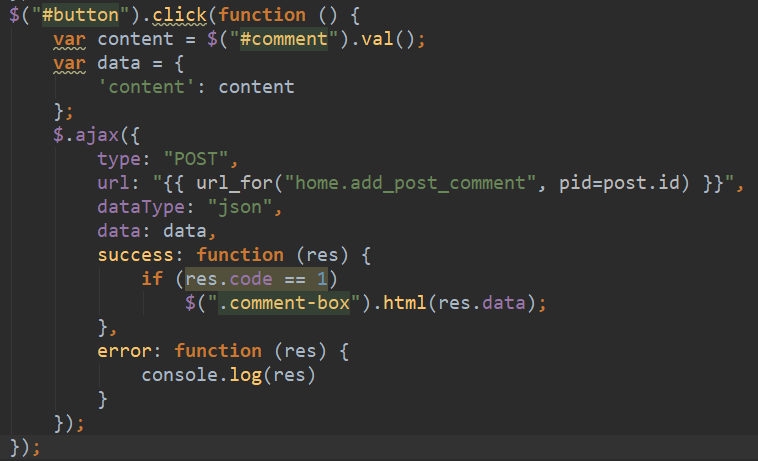 $("#button").click(function () {
    var content = $("#comment").val();
    var data = {
        'content': content
    };
    $.ajax({
        type: "POST",
        url: "{{ url_for("home.add_post_comment", pid=post.id) }}",
        dataType: "json",
        data: data,
        success: function (res) {
            if (res.code == 1)
                $(".comment-box").html(res.data);
        },
        error: function (res) {
            console.log(res)
        }
    });
});